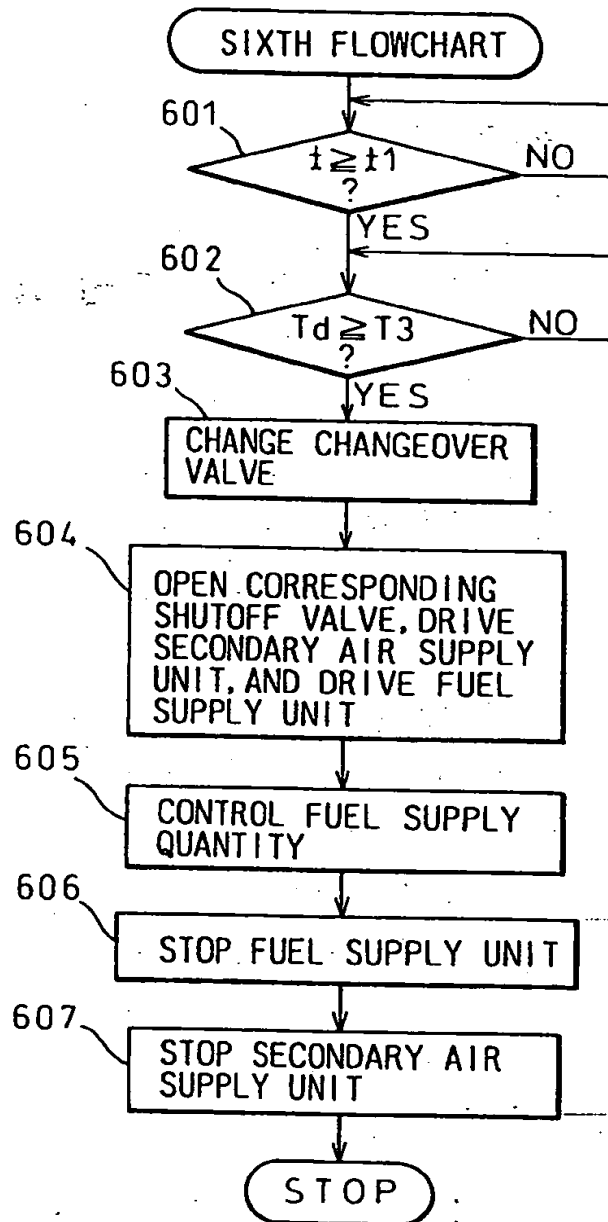 SIXTH FLOWCHART
601
t ≧ t1
?
NO
YES
602
Td ≧ T3
?
NO
YES
603
CHANGE CHANGEOVER
VALVE
604
OPEN CORRESPONDING
SHUTOFF VALVE, DRIVE
SECONDARY AIR SUPPLY
UNIT, AND DRIVE FUEL
SUPPLY UNIT
605
CONTROL FUEL SUPPLY
QUANTITY
606
STOP FUEL SUPPLY UNIT
607
STOP SECONDARY AIR
SUPPLY UNIT
STOP